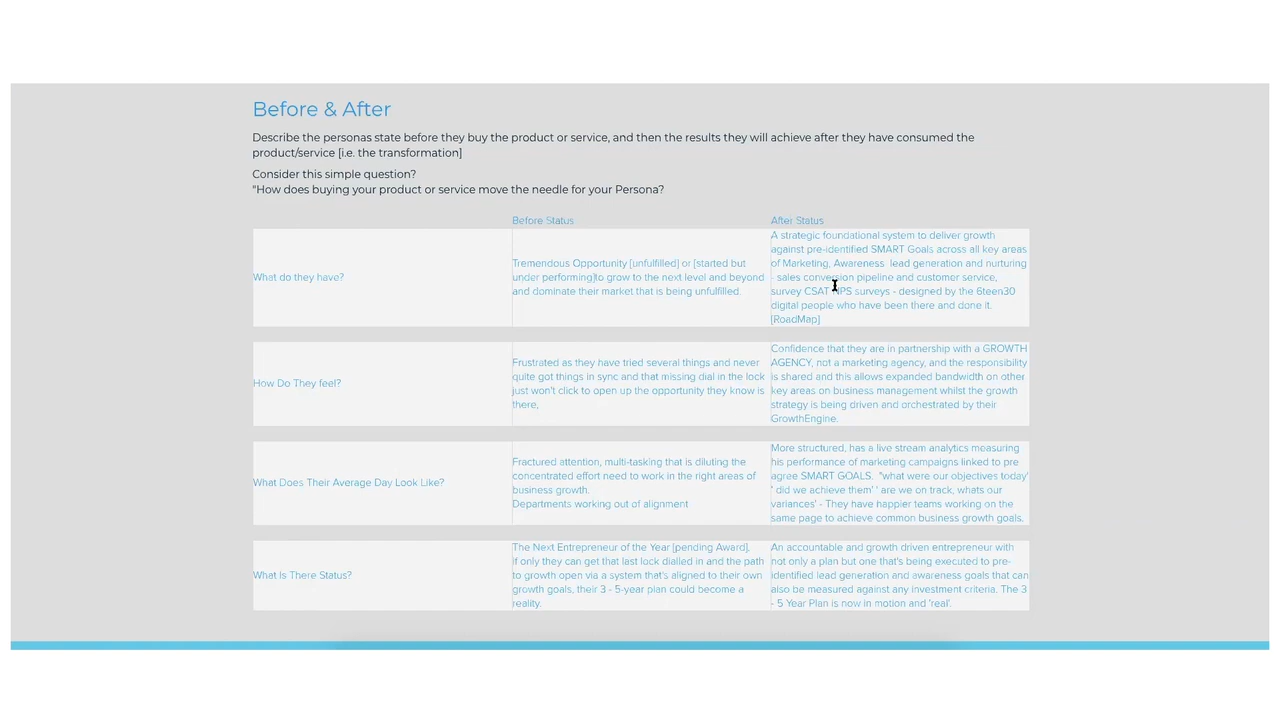 Before & After
Describe the personas state before they buy the product or service, and then the results they will achieve after they have consumed the
product/service [i.e. the transformation]
Consider this simple question?
"How does buying your product or service move the needle for your Persona?
Before Status
After Status
What do they have?
Tremendous Opportunity [unfulfilled] or [started but
under performing]to grow to the next level and beyond
and dominate their market that is being unfulfilled.
A strategic foundational system to deliver growth
against pre-identified SMART Goals across all key areas
of Marketing, Awareness lead generation and nurturing
- sales conversion pipeline and customer service,
survey CSAT NPS surveys - designed by the 6teen30
digital people who have been there and done it.
[RoadMap]
How Do They feel?
Frustrated as they have tried several things and never
quite got things in sync and that missing dial in the lock
just won't click to open up the opportunity they know is
there,
Confidence that they are in partnership with a GROWTH
AGENCY, not a marketing agency, and the responsibility
is shared and this allows expanded bandwidth on other
key areas on business management whilst the growth
strategy is being driven and orchestrated by their
GrowthEngine.
What Does Their Average Day Look Like?
Fractured attention, multi-tasking that is diluting the
concentrated effort need to work in the right areas of
business growth.
Departments working out of alignment
More structured, has a live stream analytics measuring
his performance of marketing campaigns linked to pre
agree SMART GOALS. "what were our objectives today'
' did we achieve them' ' are we on track, whats our
variances' - They have happier teams working on the
same page to achieve common business growth goals.
What Is There Status?
The Next Entrepreneur of the Year [pending Award],
if only they can get that last lock dialled in and the path
to growth open via a system that's aligned to their own
growth goals, their 3 - 5-year plan could become a
reality.
An accountable and growth driven entrepreneur with
not only a plan but one that's being executed to pre-
identified lead generation and awareness goals that can
also be measured against any investment criteria. The 3
- 5 Year Plan is now in motion and 'real'.